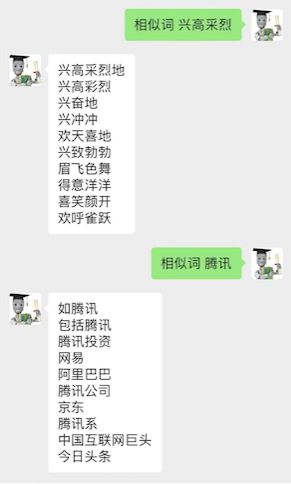 相似词 兴高采烈
兴高采烈地
兴高彩烈
兴奋地
兴冲冲
欢天喜地
兴致勃勃
眉飞色舞
得意洋洋
喜笑颜开
欢呼雀跃
相似词 腾讯
如腾讯
包括腾讯
腾讯投资
网易
阿里巴巴
腾讯公司
京东
腾讯系
中国互联网巨头
今日头条